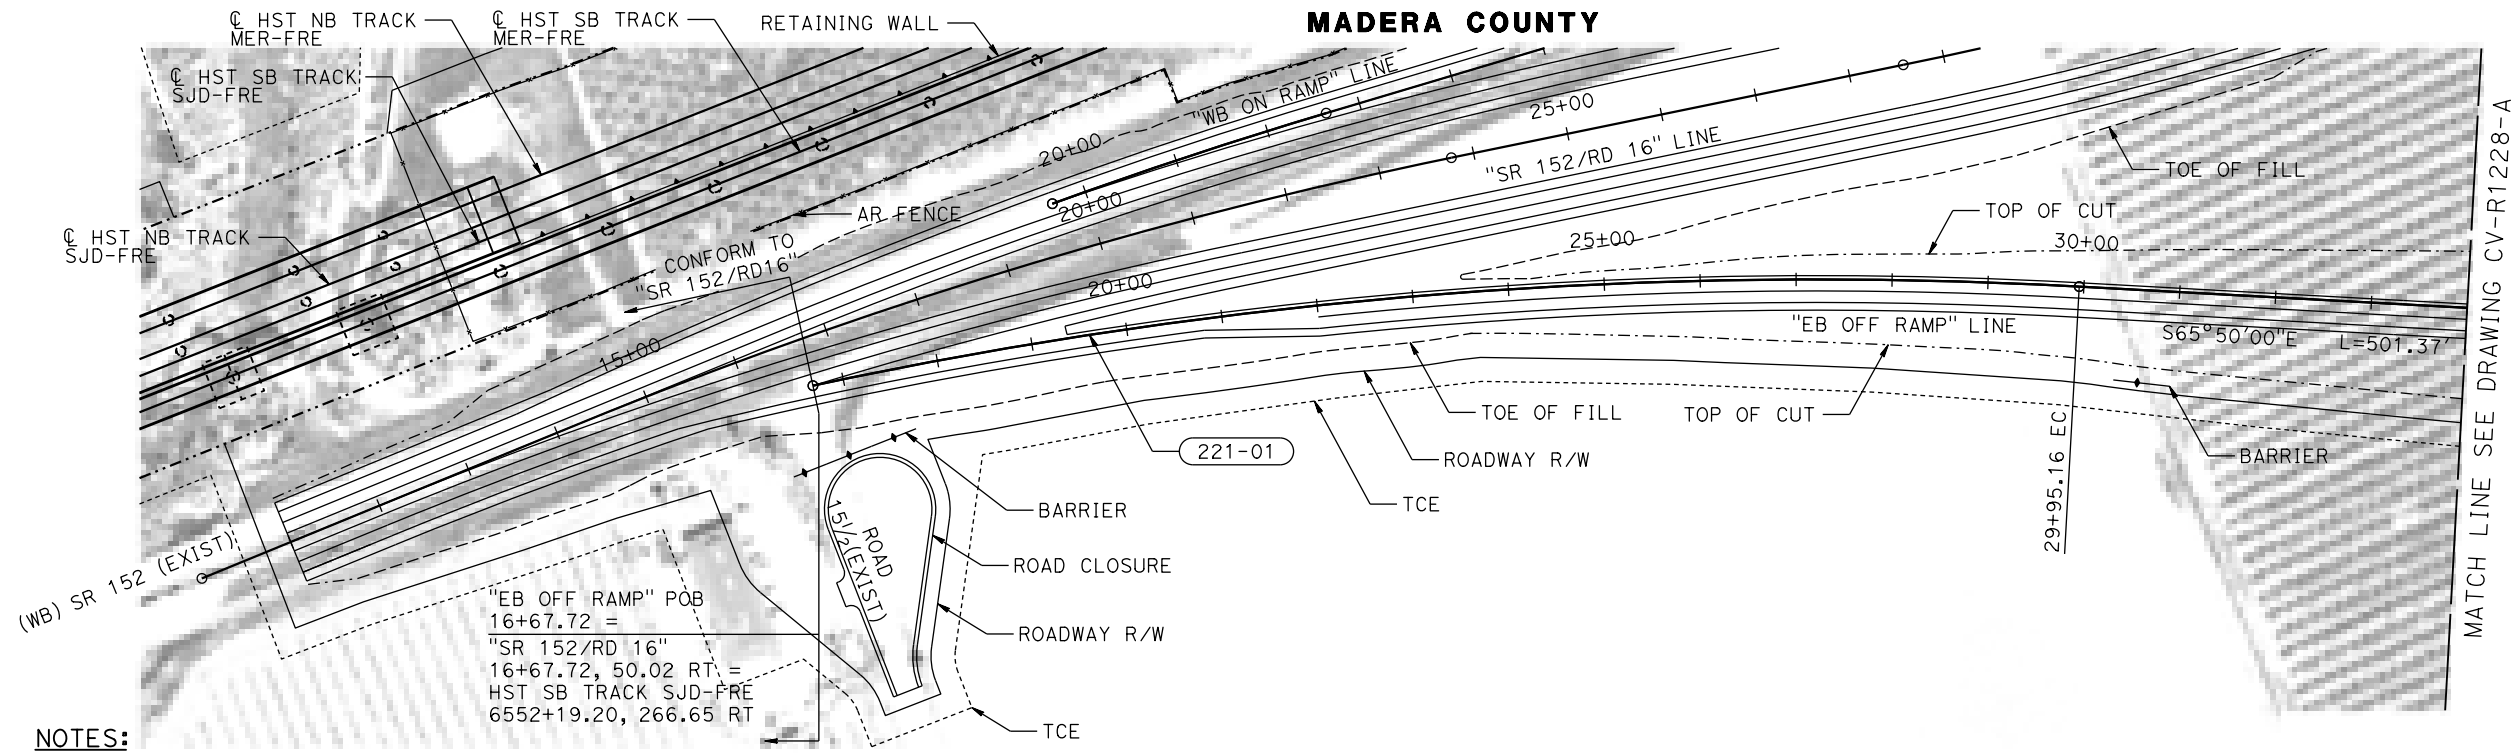 MADERA COUNTY
℄ HST NB TRACK
MER-FRE
℄ HST SB TRACK
MER-FRE
RETAINING WALL
℄ HST SB TRACK
SJD-FRE
℄ HST NB TRACK
SJD-FRE
"WB ON RAMP" LINE
20+00
25+00
"SR 152/RD 16" LINE
TOE OF FILL
AR FENCE
20+00
TOP OF CUT
CONFORM TO
"SR 152/RD16"
25+00
30+00
20+00
15+00
"EB OFF RAMP" LINE
S65°50'00"E
L=501.37'
TOE OF FILL
TOP OF CUT
221-01
ROADWAY R/W
BARRIER
29+95.16 EC
MATCH LINE SEE DRAWING CV-R1228-A
TCE
BARRIER
ROAD
15½(EXIST)
ROAD CLOSURE
(WB) SR 152 (EXIST)
"EB OFF RAMP" POB
16+67.72 =
"SR 152/RD 16"
16+67.72, 50.02 RT =
HST SB TRACK SJD-FRE
6552+19.20, 266.65 RT
ROADWAY R/W
TCE
NOTES: